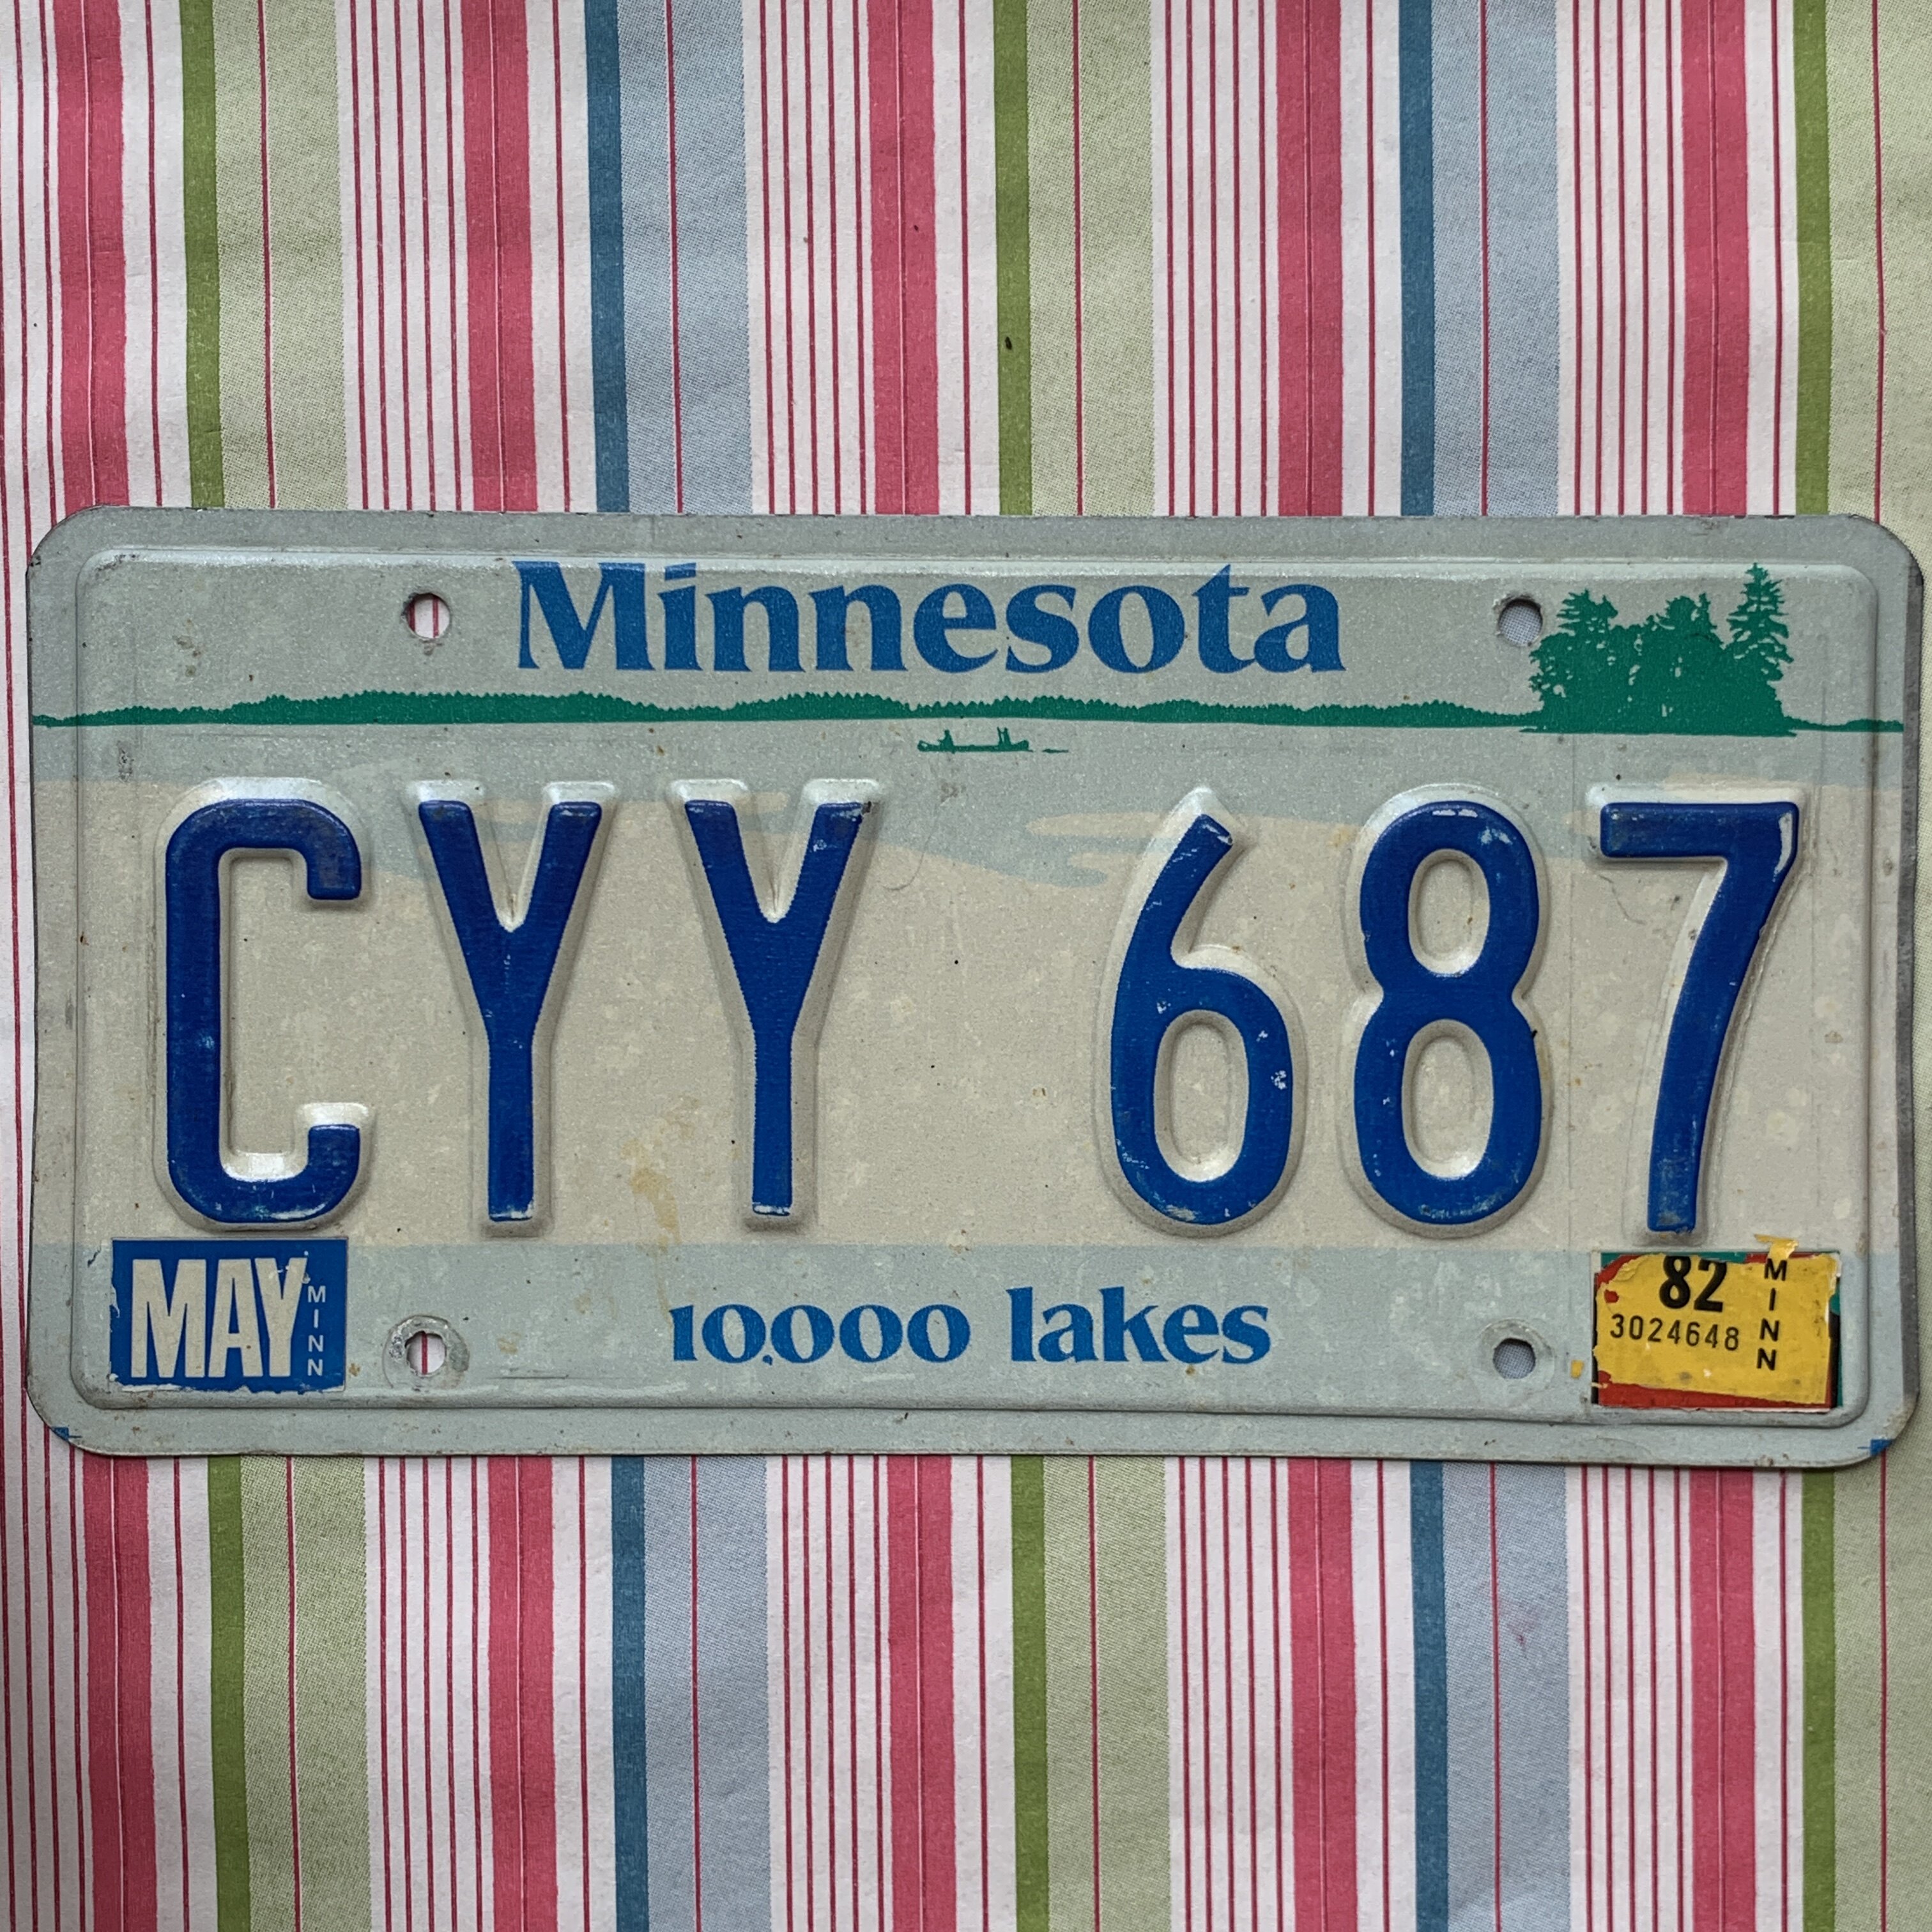 Minnesota
CYY 687
MAY MINN
10,000 lakes
82 MINN
3024648